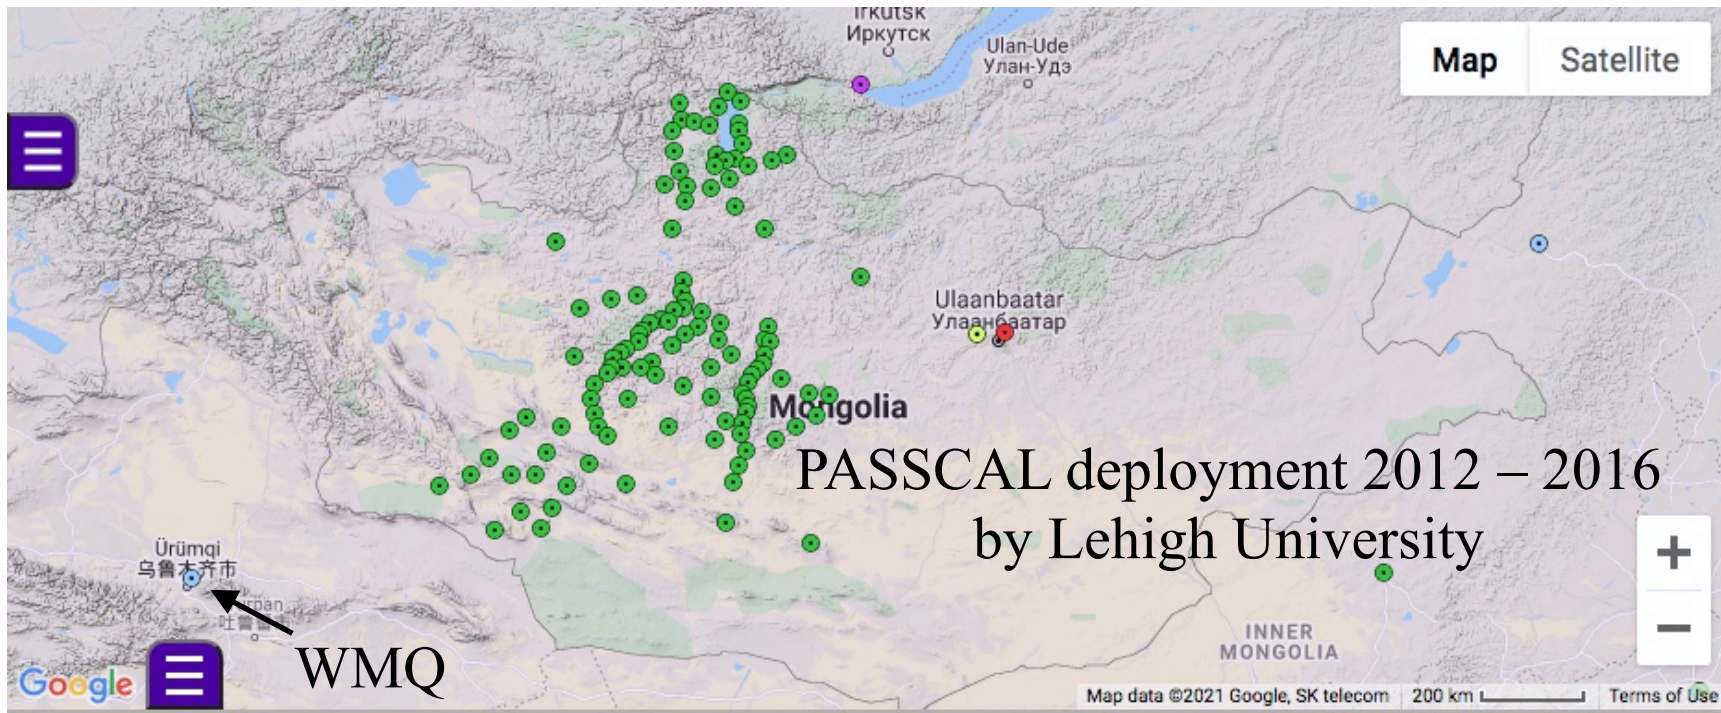 Irkutsk
Иркутск
Ulan-Ude
Улан-Удэ
Map
Satellite
Ulaanbaatar
Улаанбаатар
Mongolia
PASSCAL deployment 2012 – 2016
by Lehigh University
Ürümqi
乌鲁木齐市
WMQ
INNER
MONGOLIA
Google
Map data ©2021 Google, SK telecom
200 km
Terms of Use